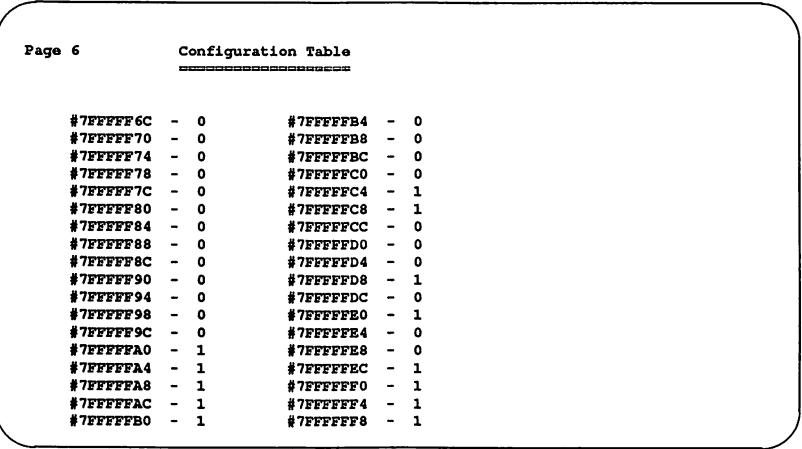 Page 6 Configuration Table
===================
#7FFFFF6C - 0 #7FFFFFB4 - 0
#7FFFFF70 - 0 #7FFFFFB8 - 0
#7FFFFF74 - 0 #7FFFFFBC - 0
#7FFFFF78 - 0 #7FFFFFC0 - 0
#7FFFFF7C - 0 #7FFFFFC4 - 1
#7FFFFF80 - 0 #7FFFFFC8 - 1
#7FFFFF84 - 0 #7FFFFFCC - 0
#7FFFFF88 - 0 #7FFFFFD0 - 0
#7FFFFF8C - 0 #7FFFFFD4 - 0
#7FFFFF90 - 0 #7FFFFFD8 - 1
#7FFFFF94 - 0 #7FFFFFDC - 0
#7FFFFF98 - 0 #7FFFFFE0 - 1
#7FFFFF9C - 0 #7FFFFFE4 - 0
#7FFFFFA0 - 1 #7FFFFFE8 - 0
#7FFFFFA4 - 1 #7FFFFFEC - 1
#7FFFFFA8 - 1 #7FFFFFF0 - 1
#7FFFFFAC - 1 #7FFFFFF4 - 1
#7FFFFFB0 - 1 #7FFFFFF8 - 1